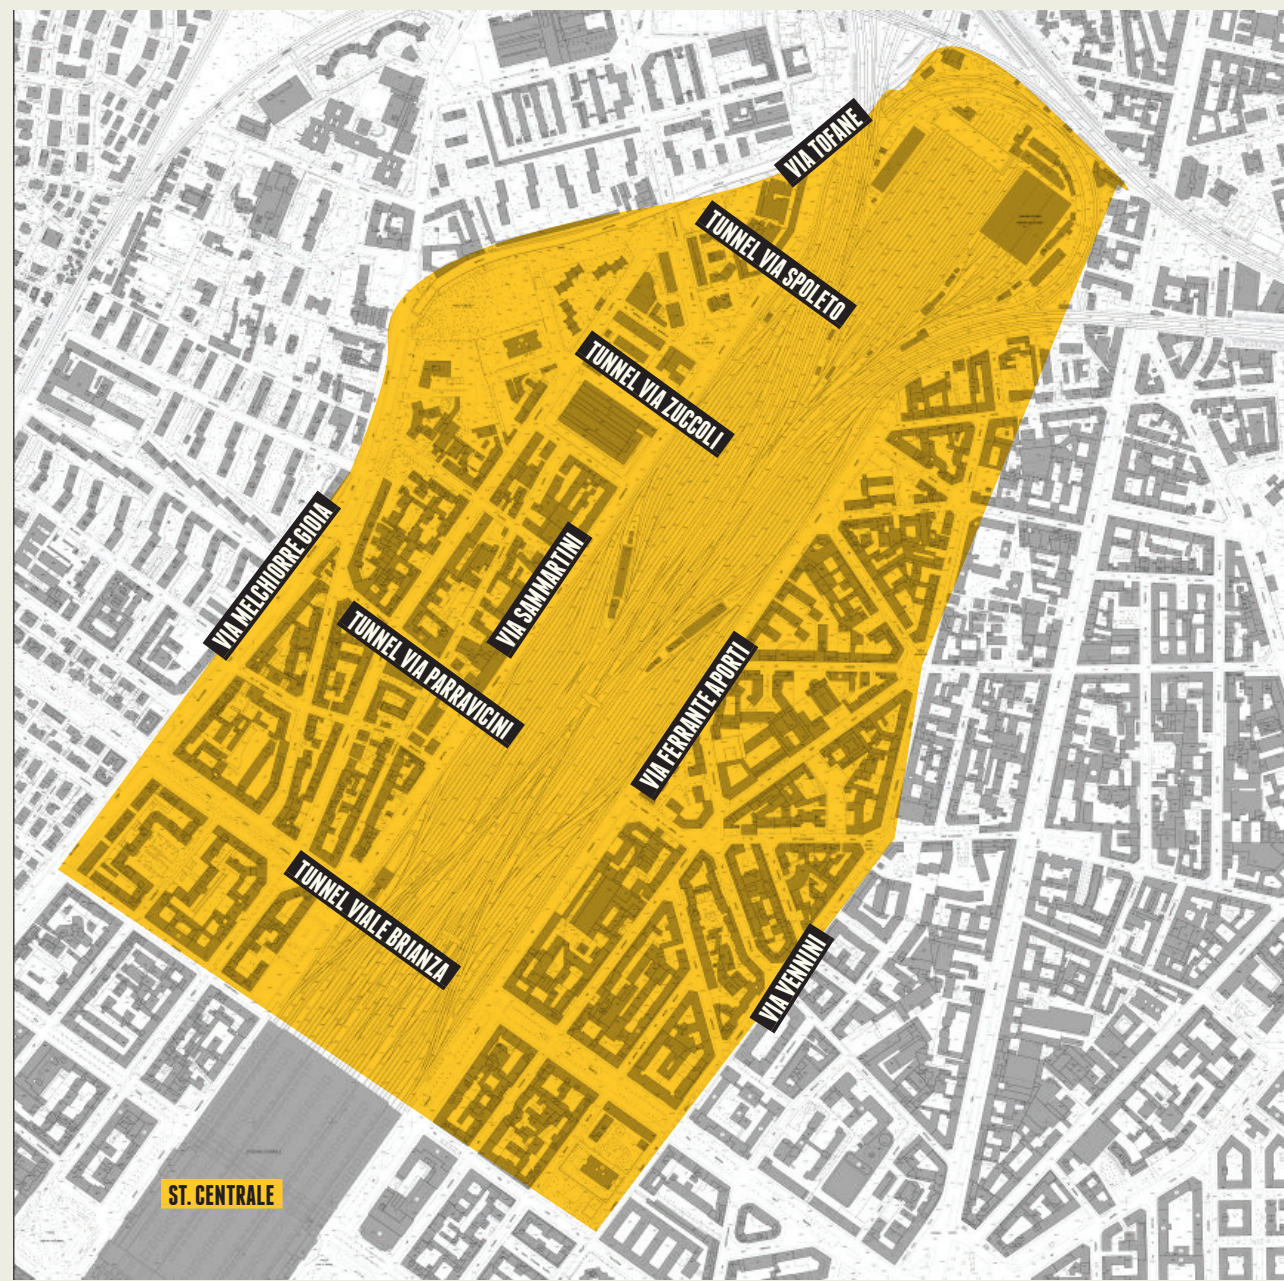 VIA TOFANE
TUNNEL VIA SPOLETO
TUNNEL VIA ZUCCOLI
VIA MELCHIORRE GIOIA
VIA SAMMARTINI
TUNNEL VIA PARRAVICINI
VIA FERRANTE APORTI
TUNNEL VIALE BRIANZA
VIA VENNINI
ST. CENTRALE